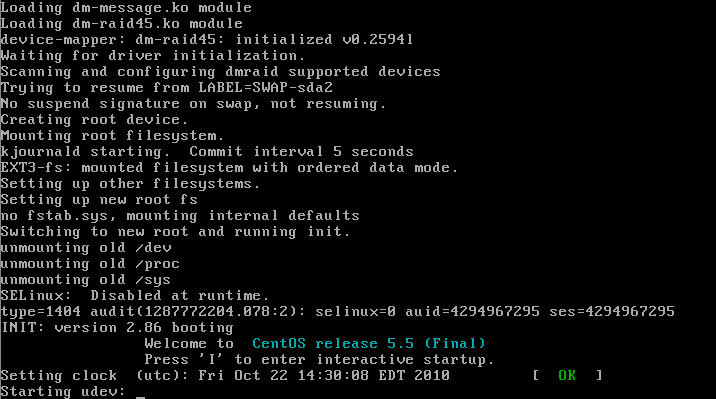 Loading dm-message.ko module
Loading dm-raid45.ko module
device-mapper: dm-raid45: initialized v0.2594l
Waiting for driver initialization.
Scanning and configuring dmraid supported devices
Trying to resume from LABEL=SWAP-sda2
No suspend signature on swap, not resuming.
Creating root device.
Mounting root filesystem.
kjournald starting.  Commit interval 5 seconds
EXT3-fs: mounted filesystem with ordered data mode.
Setting up other filesystems.
Setting up new root fs
no fstab.sys, mounting internal defaults
Switching to new root and running init.
unmounting old /dev
unmounting old /proc
unmounting old /sys
SELinux:  Disabled at runtime.
type=1404 audit(1287772204.078:2): selinux=0 auid=4294967295 ses=4294967295
INIT: version 2.86 booting
Welcome to  CentOS release 5.5 (Final)
Press 'I' to enter interactive startup.
Setting clock  (utc): Fri Oct 22 14:30:08 EDT 2010          [  OK  ]
Starting udev: _